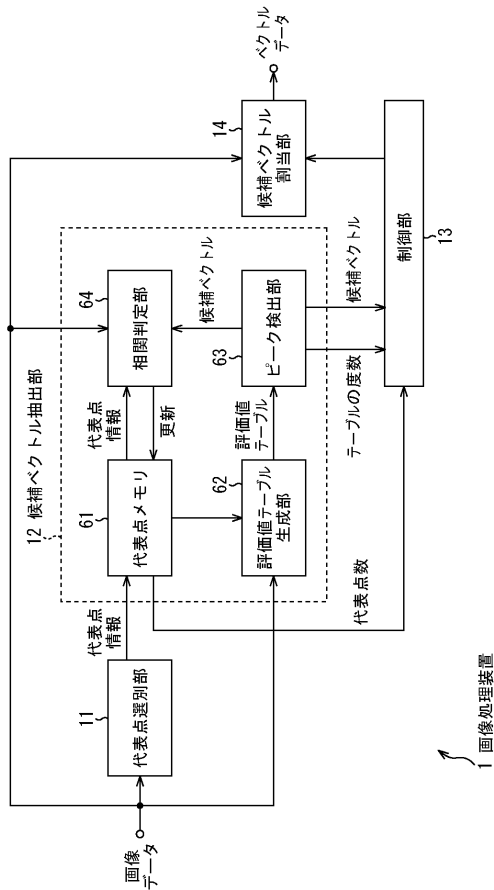 画像
データ
11
代表点選別部
代表点
情報
12 候補ベクトル抽出部
61
代表点メモリ
代表点
情報
更新
64
相関判定部
62
評価値テーブル
生成部
評価値
テーブル
63
ピーク検出部
候補ベクトル
候補ベクトル
テーブルの度数
代表点数
14
候補ベクトル
割当部
ベクトル
データ
制御部
13
1 画像処理装置